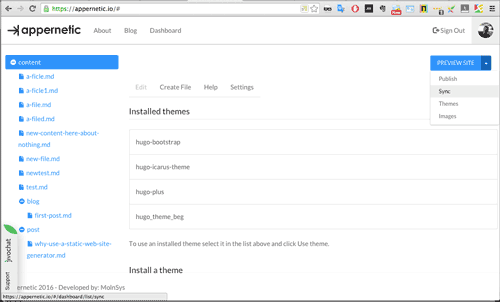 https://appernetic.io/#
appernetic
About
Blog
Dashboard
Sign Out
content
a-ficle.md
a-ficle1.md
a-file.md
a-filed.md
new-content-here-about-
nothing.md
new-file.md
newtest.md
test.md
blog
first-post.md
post
why-use-a-static-web-site-
generator.md
Edit
Create File
Help
Settings
PREVIEW SITE
Publish
Sync
Themes
Images
Installed themes
hugo-bootstrap
hugo-icarus-theme
hugo-plus
hugo_theme_beg
To use an installed theme select it in the list above and click Use theme.
Install a theme
Support
jivochat
pernetic 2016 - Developed by: MoInSys
https://appernetic.io/#/dashboard/list/sync